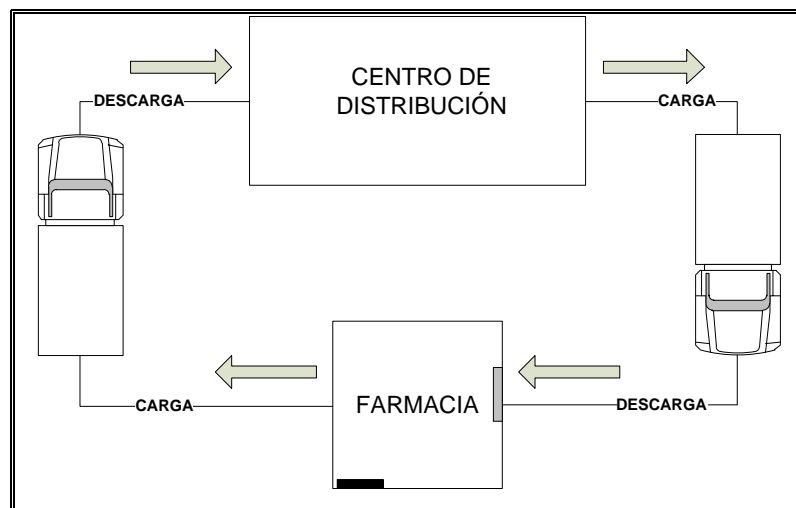 CENTRO DE
DISTRIBUCIÓN
DESCARGA
CARGA
FARMACIA
CARGA
DESCARGA